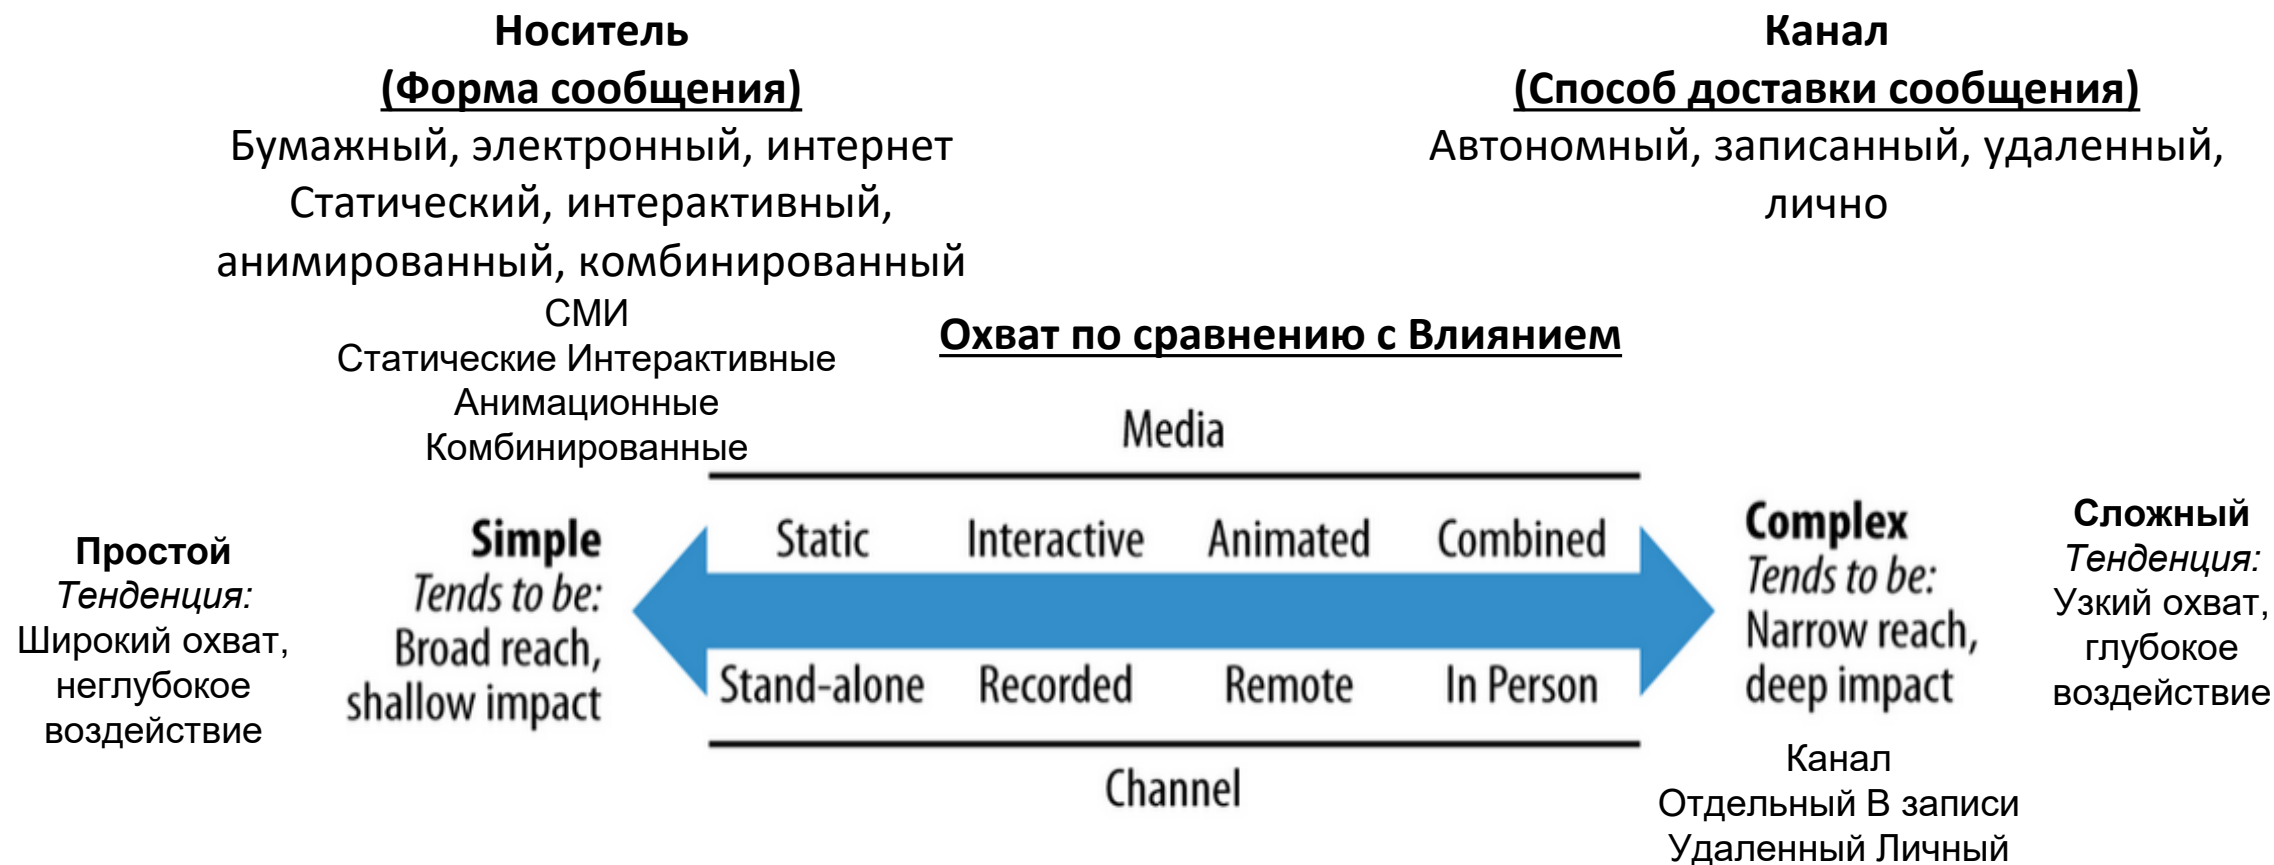 Носитель
(Форма сообщения)
Бумажный, электронный, интернет
Статический, интерактивный,
анимированный, комбинированный
Канал
(Способ доставки сообщения)
Автономный, записанный, удаленный,
лично
СМИ
Статические Интерактивные
Анимационные
Комбинированные
Охват по сравнению с Влиянием
Media
Простой
Тенденция:
Широкий охват,
неглубокое
воздействие
Simple
Tends to be:
Broad reach,
shallow impact
Static Interactive Animated Combined
Stand-alone Recorded Remote In Person
Complex
Tends to be:
Narrow reach,
deep impact
Сложный
Тенденция:
Узкий охват,
глубокое
воздействие
Channel
Канал
Отдельный В записи
Удаленный Личный